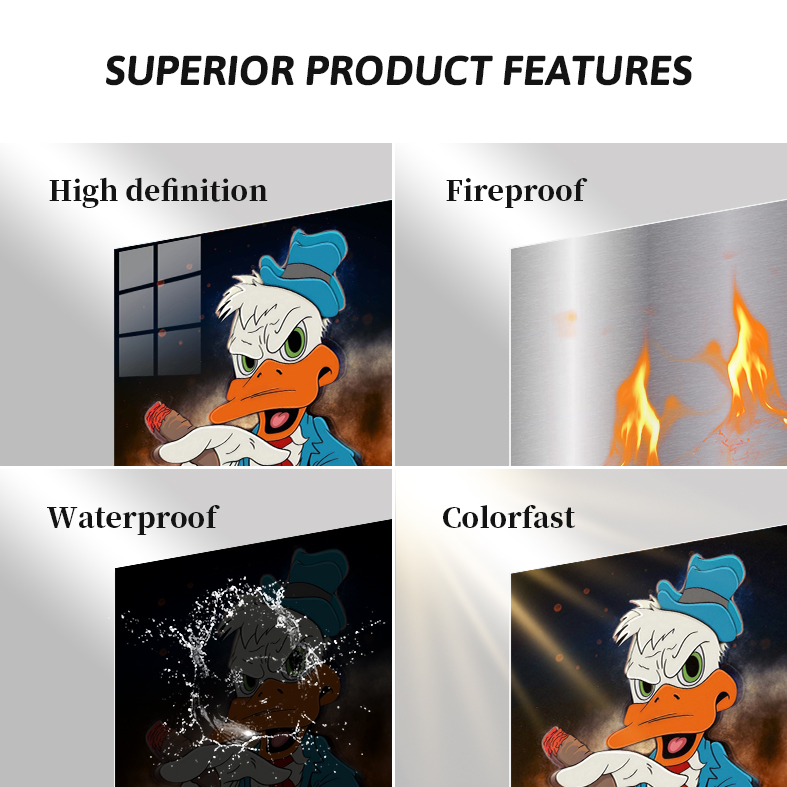 SUPERIOR PRODUCT FEATURES
High definition
Fireproof
Waterproof
Colorfast